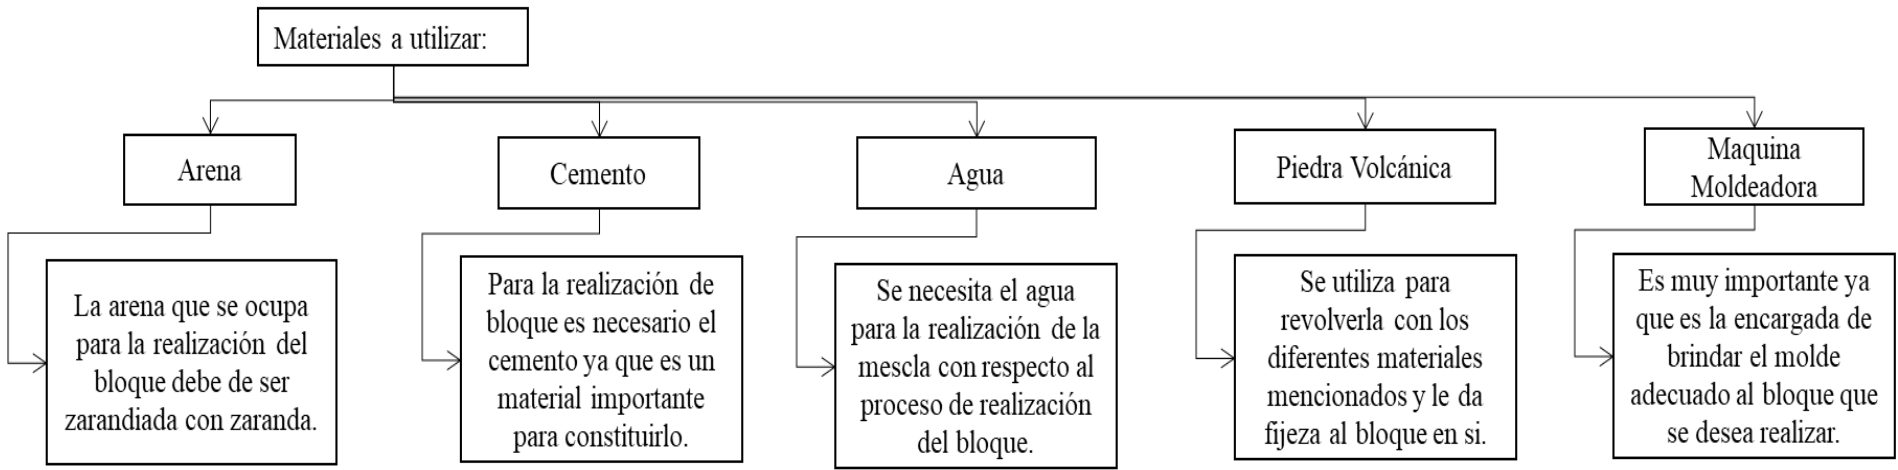 Materiales a utilizar:
Arena
Cemento
Agua
Piedra Volcánica
Maquina
Moldeadora
La arena que se ocupa
para la realización del
bloque debe de ser
zarandiada con zaranda.
Para la realización de
bloque es necesario el
cemento ya que es un
material importante
para constituirlo.
Se necesita el agua
para la realización de la
mescla con respecto al
proceso de realización
del bloque.
Se utiliza para
revolverla con los
diferentes materiales
mencionados y le da
fijeza al bloque en si.
Es muy importante ya
que es la encargada de
brindar el molde
adecuado al bloque que
se desea realizar.